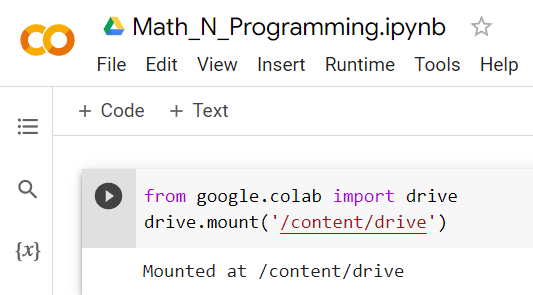 Math_N_Programming.ipynb
File Edit View Insert Runtime Tools Help
+ Code + Text
from google.colab import drive
drive.mount('/content/drive')
{x}
Mounted at /content/drive